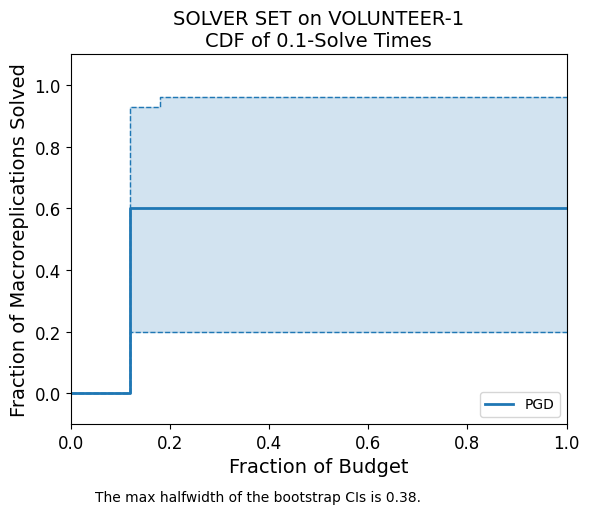 SOLVER SET on VOLUNTEER-1
CDF of 0.1-Solve Times
Fraction of Macroreplications Solved
1.0
0.8
0.6
0.4
0.2
0.0
PGD
0.0 0.2 0.4 0.6 0.8 1.0
Fraction of Budget
The max halfwidth of the bootstrap CIs is 0.38.